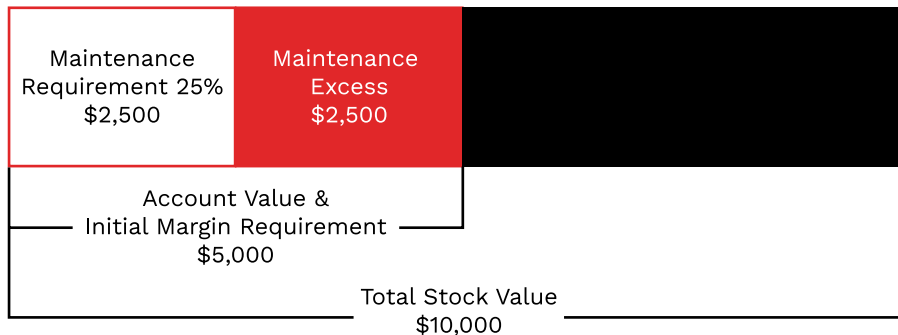 Maintenance
Requirement 25%
$2,500
Maintenance
Excess
$2,500
Account Value &
Initial Margin Requirement
$5,000
Total Stock Value
$10,000